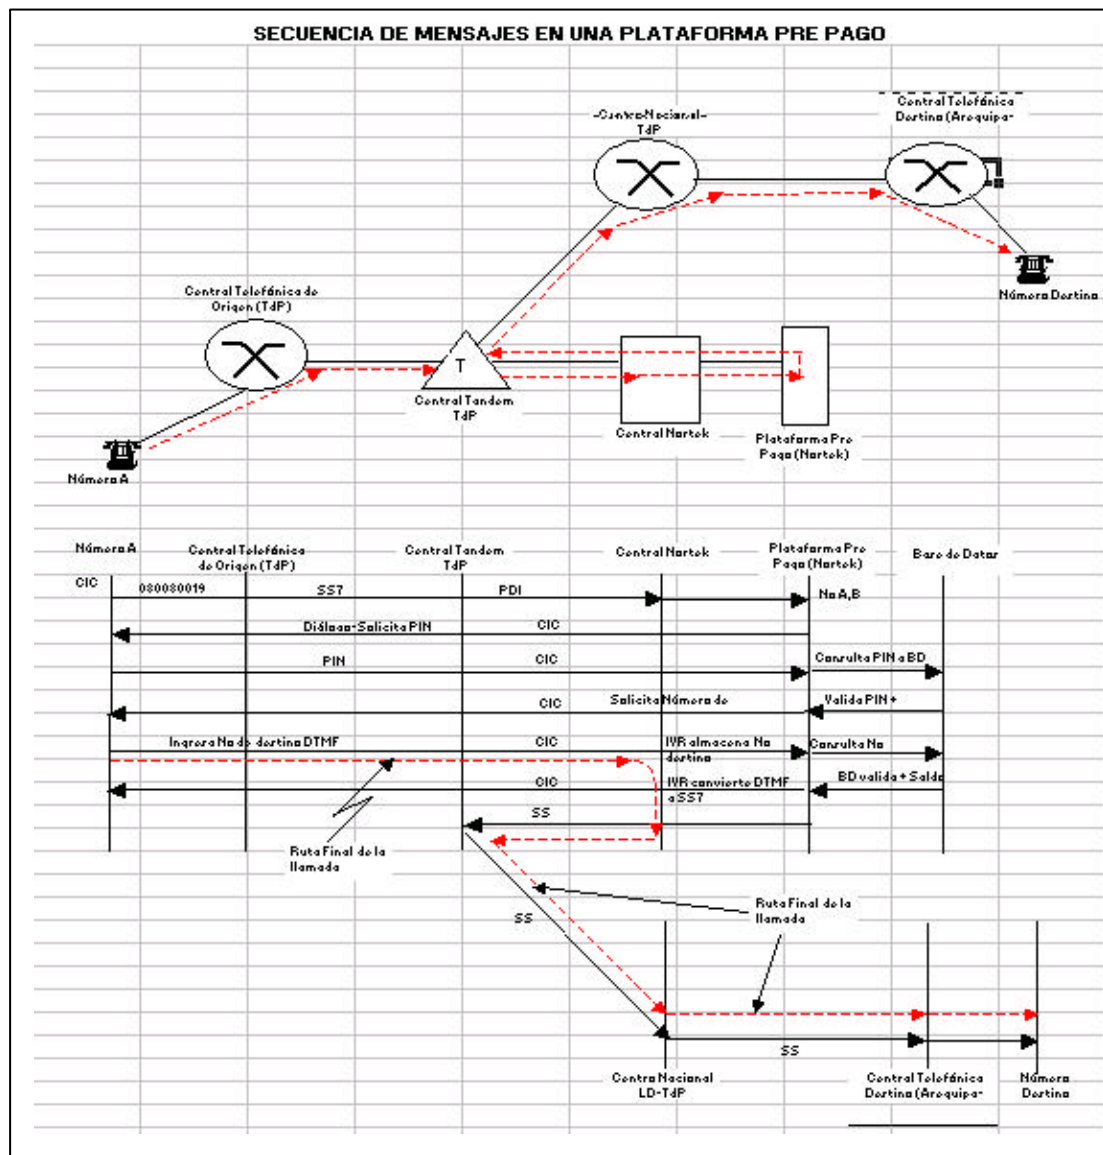 SECUENCIA DE MENSAJES EN UNA PLATAFORMA PRE PAGO
Central Telefónica
Destino (Arequipa-
-Centro Nacional-
TdP
Central Telefónica de
Origen (TdP)
Número Destino
T
Central Tandem
TdP
Central Nortek
Plataforma Pre
Pago (Nortek)
Número A
Número A
Central Telefónica
de Origen (TdP)
Central Tandem
TdP
Central Nortek
Plataforma Pre
Pago (Nortek)
Base de Datos
CIC
080080019
SS7
PDI
No A,B
Diálogo-Solicita PIN
CIC
PIN
CIC
Consulta PIN a BD
CIC
Solicita Número de
Valida PIN +
Ingresa No de destino DTMF
CIC
IVR almacena No
destino
Consulta No
CIC
IVR convierte DTMF
a SS7
BD valida + Saldo
SS
Ruta Final de la
llamada
SS
Ruta Final de la
llamada
SS
Centro Nacional
LD-TdP
Central Telefónica
Destino (Arequipa-
Número
Destino